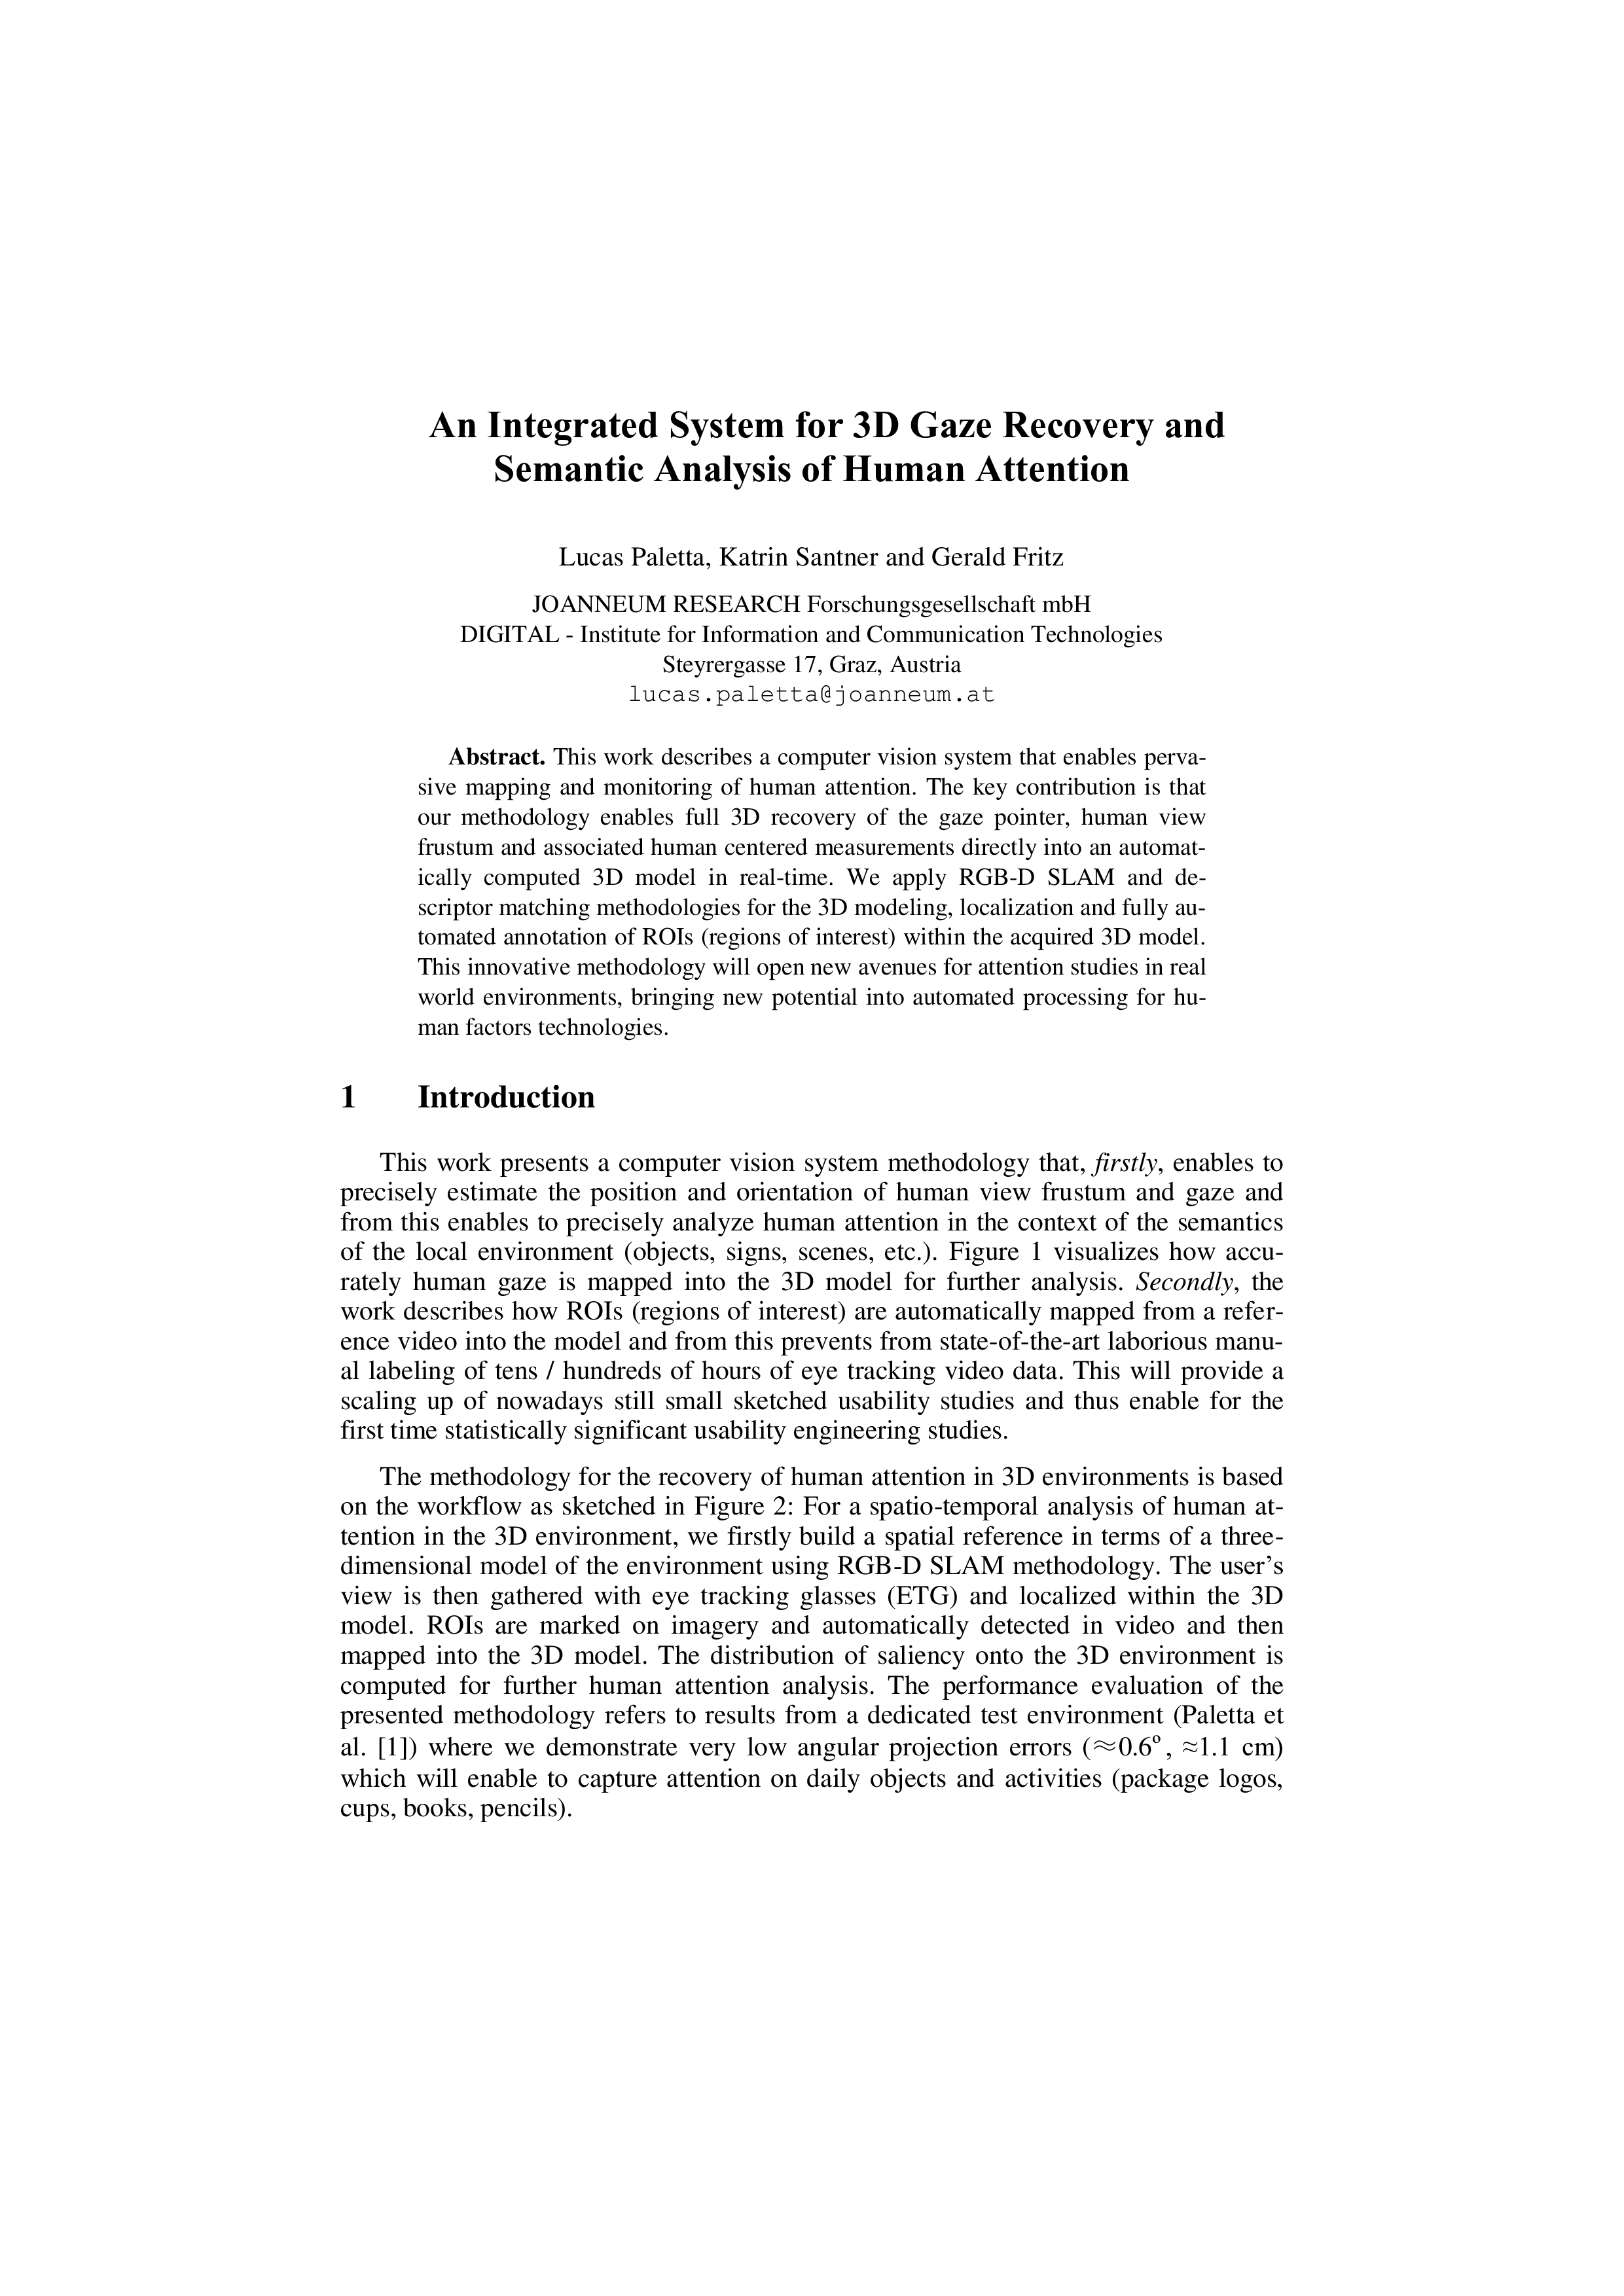 An Integrated System for 3D Gaze Recovery and
Semantic Analysis of Human Attention
Lucas Paletta, Katrin Santner and Gerald Fritz
JOANNEUM RESEARCH Forschungsgesellschaft mbH
DIGITAL - Institute for Information and Communication Technologies
Steyrergasse 17, Graz, Austria
lucas.paletta@joanneum.at
Abstract. This work describes a computer vision system that enables perva-
sive mapping and monitoring of human attention. The key contribution is that
our methodology enables full 3D recovery of the gaze pointer, human view
frustum and associated human centered measurements directly into an automat-
ically computed 3D model in real-time. We apply RGB-D SLAM and de-
scriptor matching methodologies for the 3D modeling, localization and fully au-
tomated annotation of ROIs (regions of interest) within the acquired 3D model.
This innovative methodology will open new avenues for attention studies in real
world environments, bringing new potential into automated processing for hu-
man factors technologies.
1 Introduction
This work presents a computer vision system methodology that, firstly, enables to
precisely estimate the position and orientation of human view frustum and gaze and
from this enables to precisely analyze human attention in the context of the semantics
of the local environment (objects, signs, scenes, etc.). Figure 1 visualizes how accu-
rately human gaze is mapped into the 3D model for further analysis. Secondly, the
work describes how ROIs (regions of interest) are automatically mapped from a refer-
ence video into the model and from this prevents from state-of-the-art laborious manu-
al labeling of tens / hundreds of hours of eye tracking video data. This will provide a
scaling up of nowadays still small sketched usability studies and thus enable for the
first time statistically significant usability engineering studies.
The methodology for the recovery of human attention in 3D environments is based
on the workflow as sketched in Figure 2: For a spatio-temporal analysis of human at-
tention in the 3D environment, we firstly build a spatial reference in terms of a three-
dimensional model of the environment using RGB-D SLAM methodology. The user’s
view is then gathered with eye tracking glasses (ETG) and localized within the 3D
model. ROIs are marked on imagery and automatically detected in video and then
mapped into the 3D model. The distribution of saliency onto the 3D environment is
computed for further human attention analysis. The performance evaluation of the
presented methodology refers to results from a dedicated test environment (Paletta et
al. [1]) where we demonstrate very low angular projection errors (≈0.6º, ≈1.1 cm)
which will enable to capture attention on daily objects and activities (package logos,
cups, books, pencils).